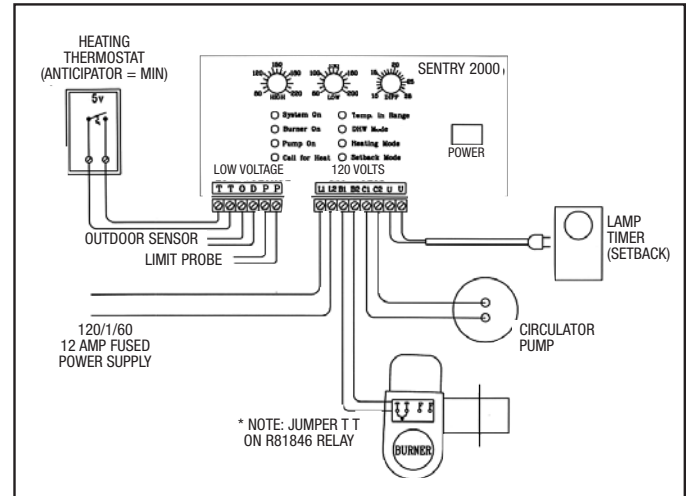 HEATING
THERMOSTAT
(ANTICIPATOR = MIN)
5v
HIGH
LOW
DIFF
SENTRY 2000
System On
Temp. in Range
Burner On
DHW Mode
Pump On
Heating Mode
Call for Heat
Setback Mode
POWER
LOW VOLTAGE
120 VOLTS
T T O D P P
L1 L2 B1 B2 C1 C2 U U
OUTDOOR SENSOR
LIMIT PROBE
LAMP
TIMER
(SETBACK)
120/1/60
12 AMP FUSED
POWER SUPPLY
CIRCULATOR
PUMP
* NOTE: JUMPER T T
ON R81846 RELAY
T T F F
BURNER